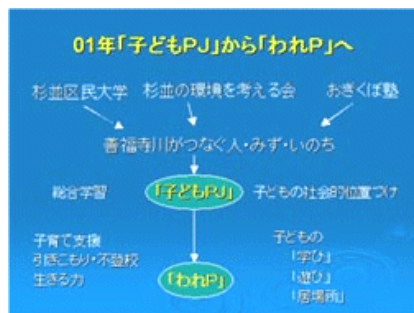 01年「子どもPJ」から「われP」へ
杉並区民大学　杉並の環境を考える会　おぎくぼ塾
善福寺川がつなぐ人・みず・いのち
総合学習　「子どもPJ」　子どもの社会的位置づけ
子育て支援
引きこもり・不登校
生きる力
「われP」
子どもの
「学び」
「遊び」
「居場所」